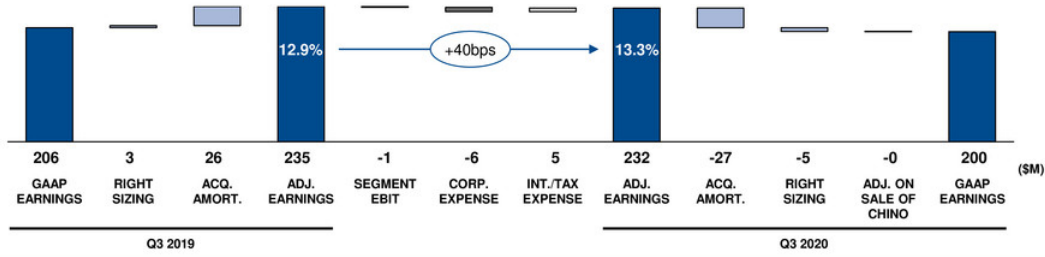 12.9%
+40bps
13.3%
206 3 26 235 -1 -6 5 232 -27 -5 -0 200
($M)
GAAP EARNINGS
RIGHT SIZING
ACQ. AMORT.
ADJ. EARNINGS
SEGMENT EBIT
CORP. EXPENSE
INT./TAX EXPENSE
ADJ. EARNINGS
ACQ. AMORT.
RIGHT SIZING
ADJ. ON SALE OF CHINO
GAAP EARNINGS
Q3 2019
Q3 2020